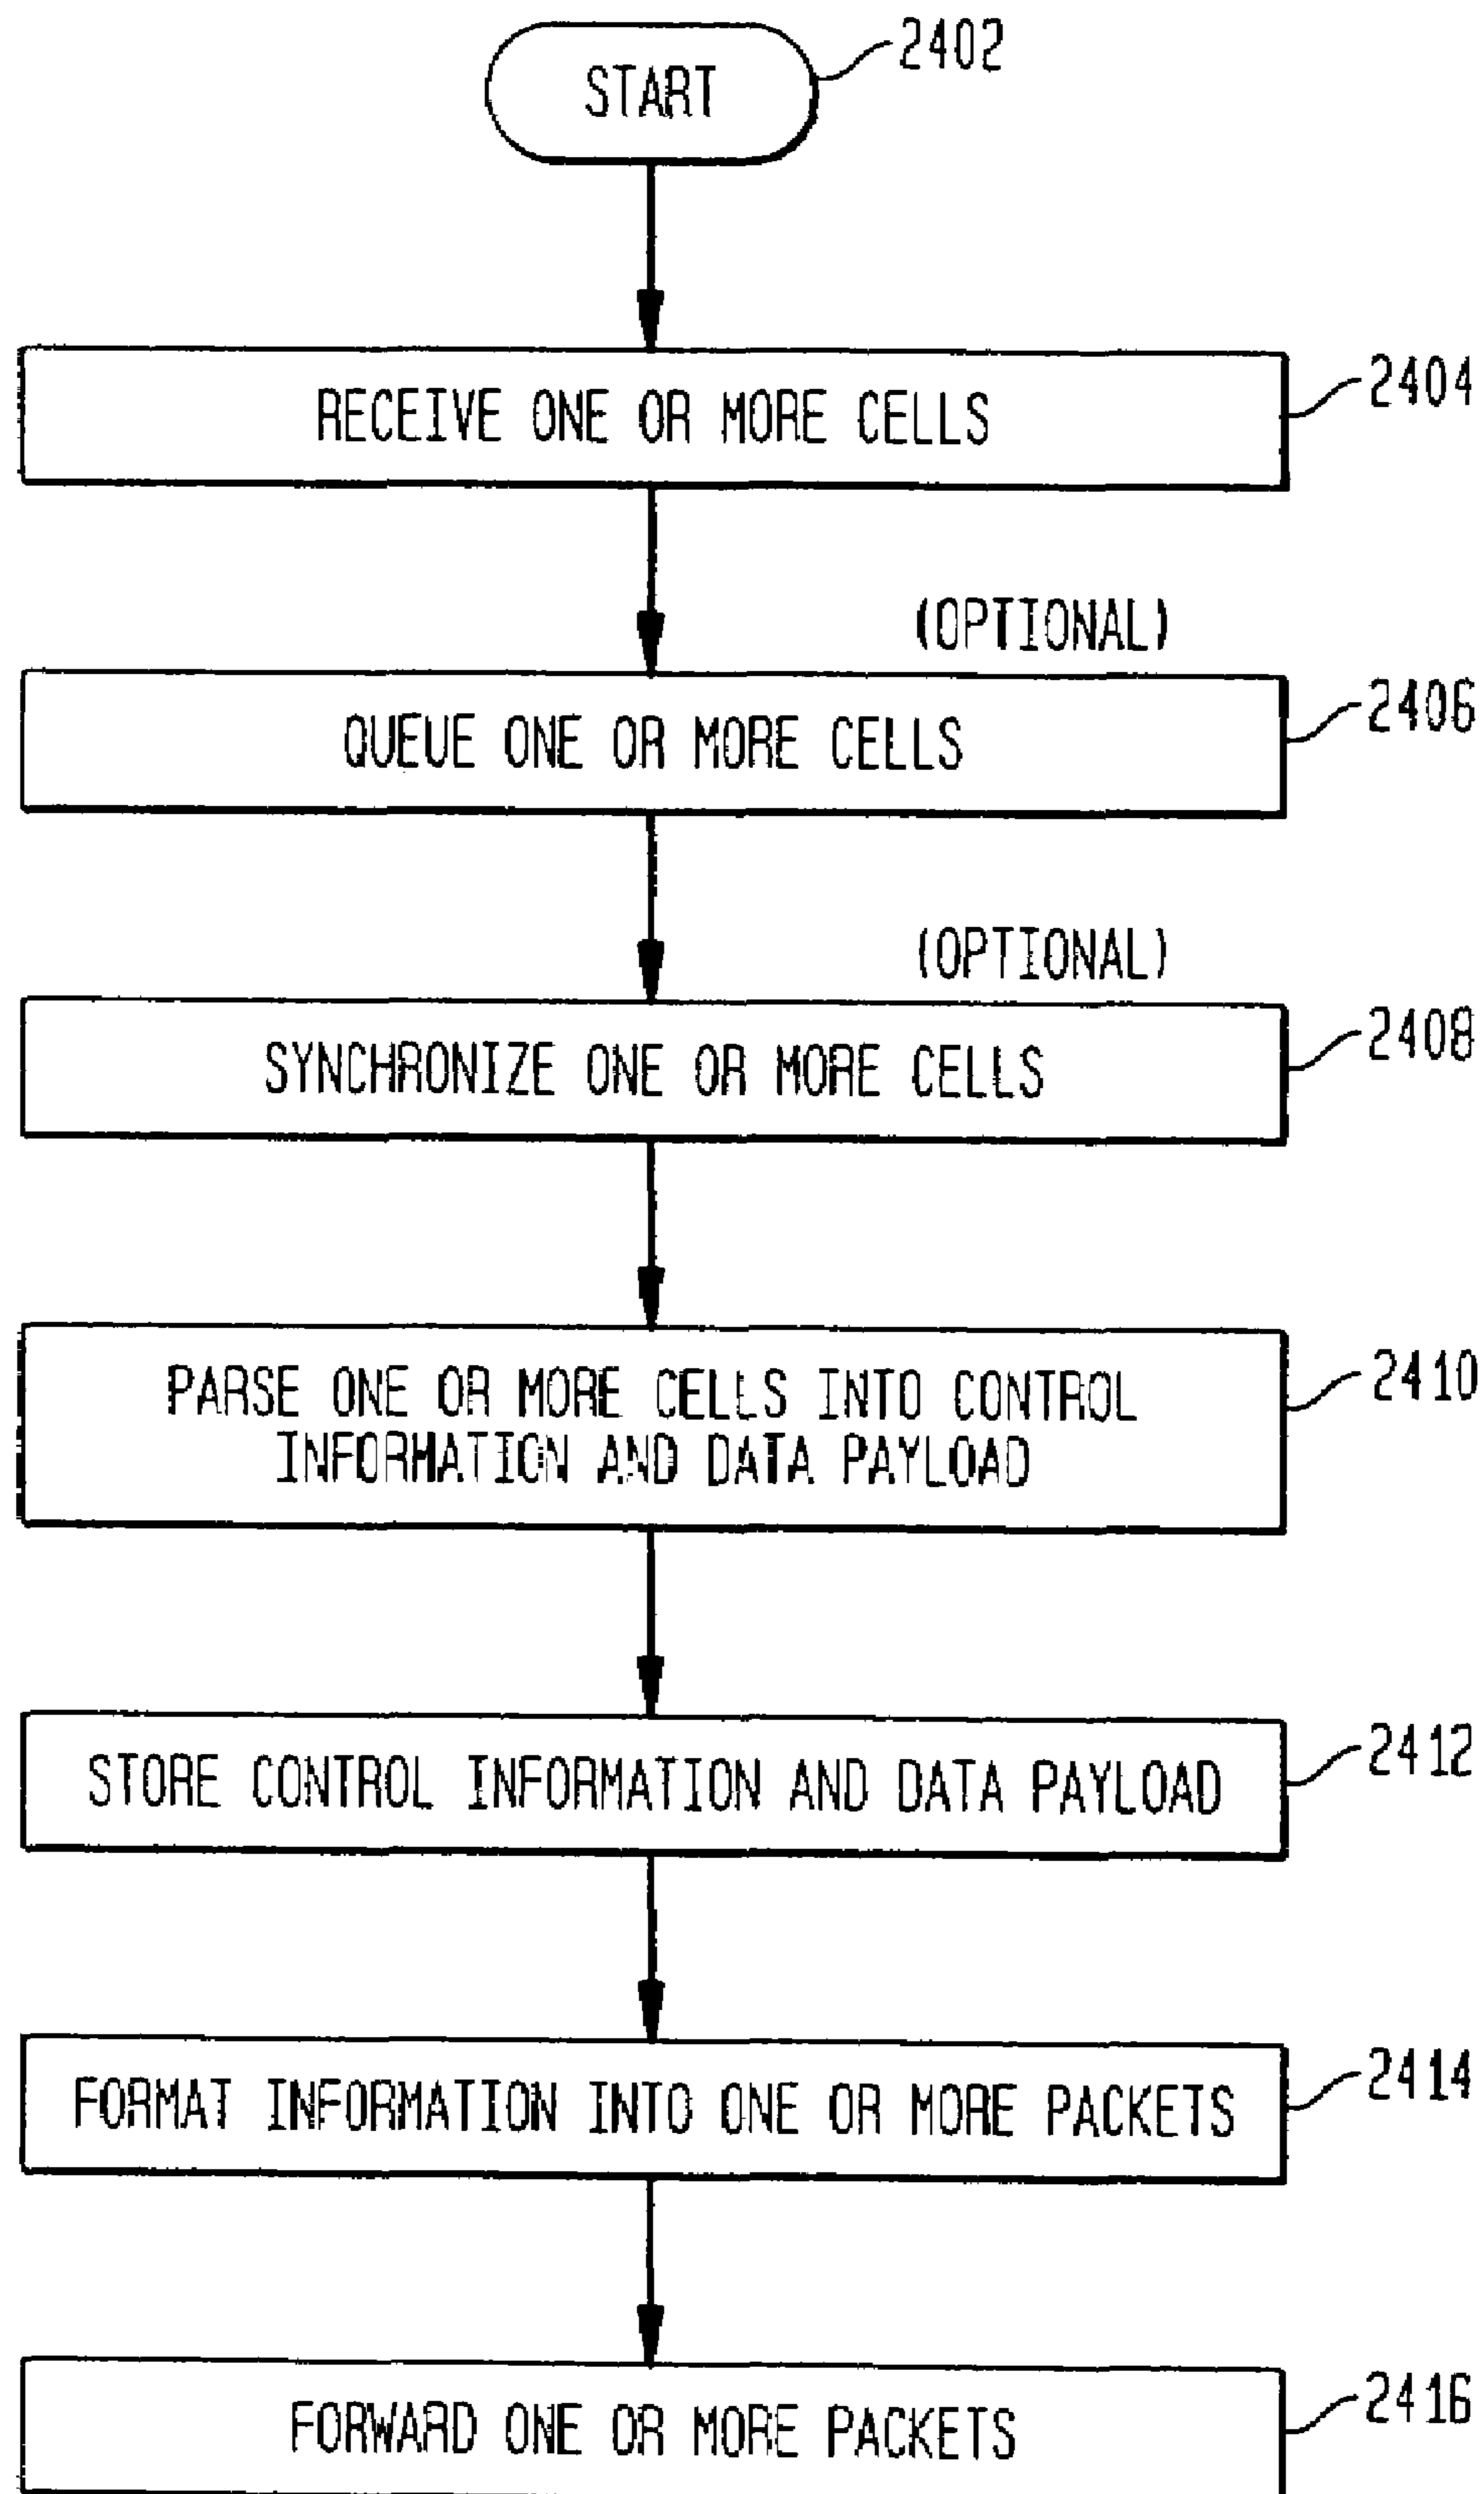 START
2402
RECEIVE ONE OR MORE CELLS
2404
(OPTIONAL)
QUEUE ONE OR MORE CELLS
2406
(OPTIONAL)
SYNCHRONIZE ONE OR MORE CELLS
2408
PARSE ONE OR MORE CELLS INTO CONTROL
INFORMATION AND DATA PAYLOAD
2410
STORE CONTROL INFORMATION AND DATA PAYLOAD
2412
FORMAT INFORMATION INTO ONE OR MORE PACKETS
2414
FORWARD ONE OR MORE PACKETS
2416